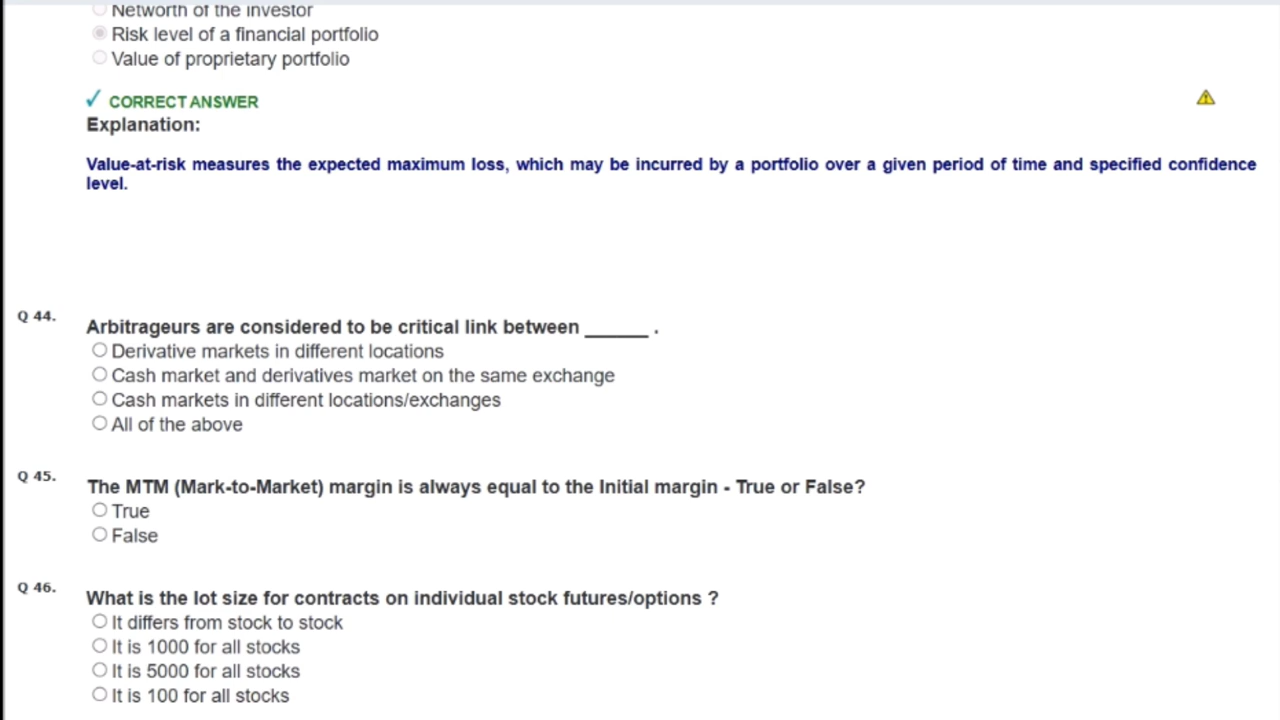 Networth of the investor
Risk level of a financial portfolio
Value of proprietary portfolio
✓ CORRECT ANSWER
Explanation:
Value-at-risk measures the expected maximum loss, which may be incurred by a portfolio over a given period of time and specified confidence
level.
Q 44.
Arbitrageurs are considered to be critical link between ______ .
Derivative markets in different locations
Cash market and derivatives market on the same exchange
Cash markets in different locations/exchanges
All of the above
Q 45.
The MTM (Mark-to-Market) margin is always equal to the Initial margin - True or False?
True
False
Q 46.
What is the lot size for contracts on individual stock futures/options ?
It differs from stock to stock
It is 1000 for all stocks
It is 5000 for all stocks
It is 100 for all stocks